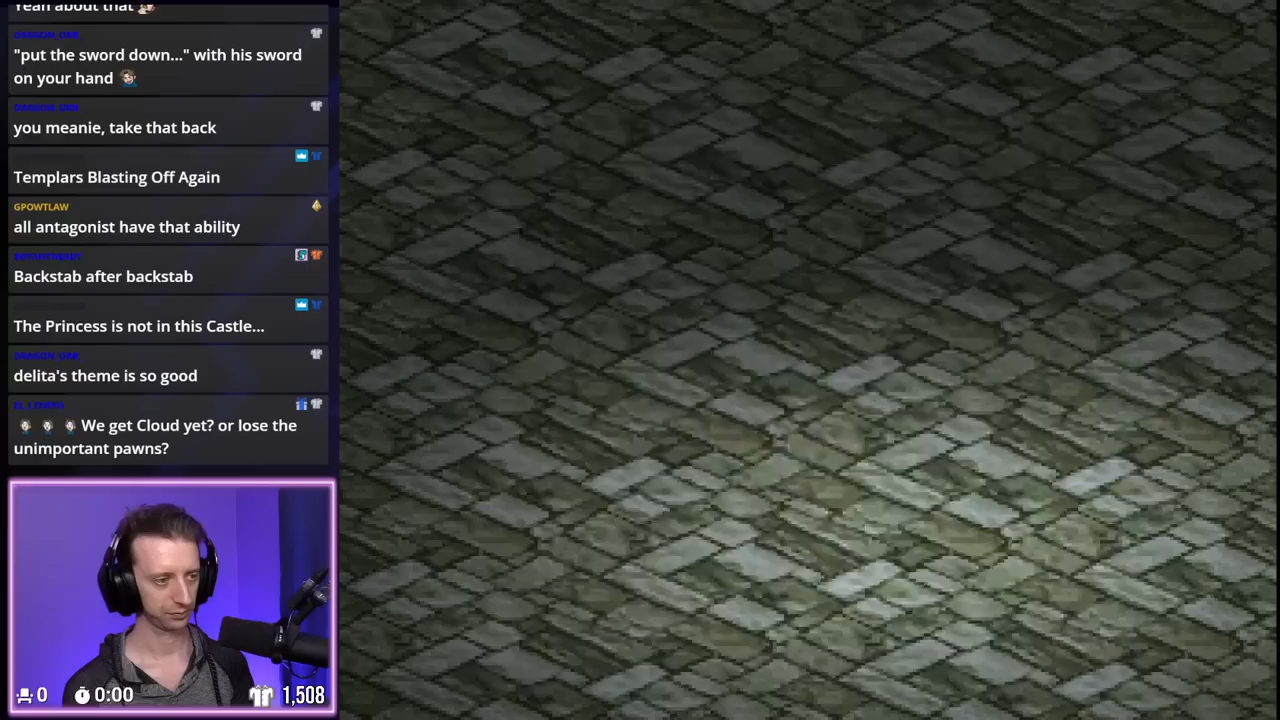 Yeah about that
DRAGON_ORB
"put the sword down..." with his sword
on your hand
DRAGON_ORB
you meanie, take that back
Templars Blasting Off Again
GPOWTLAW
all antagonist have that ability
Backstab after backstab
The Princess is not in this Castle...
DRAGON_ORB
delita's theme is so good
We get Cloud yet? or lose the
unimportant pawns?
0 0:00 1,508